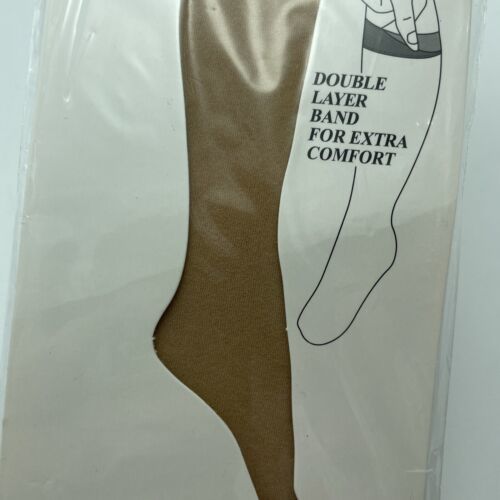 DOUBLE
LAYER
BAND
FOR EXTRA
COMFORT